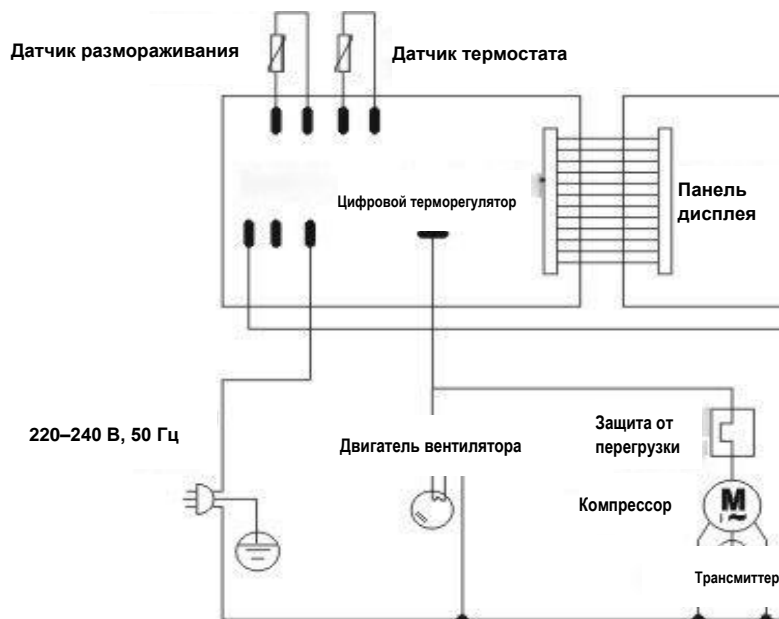 Датчик размораживания
Датчик термостата
Цифровой терморегулятор
Панель
дисплея
220–240 В, 50 Гц
Двигатель вентилятора
Защита от
перегрузки
Компрессор
M
Трансмиттер